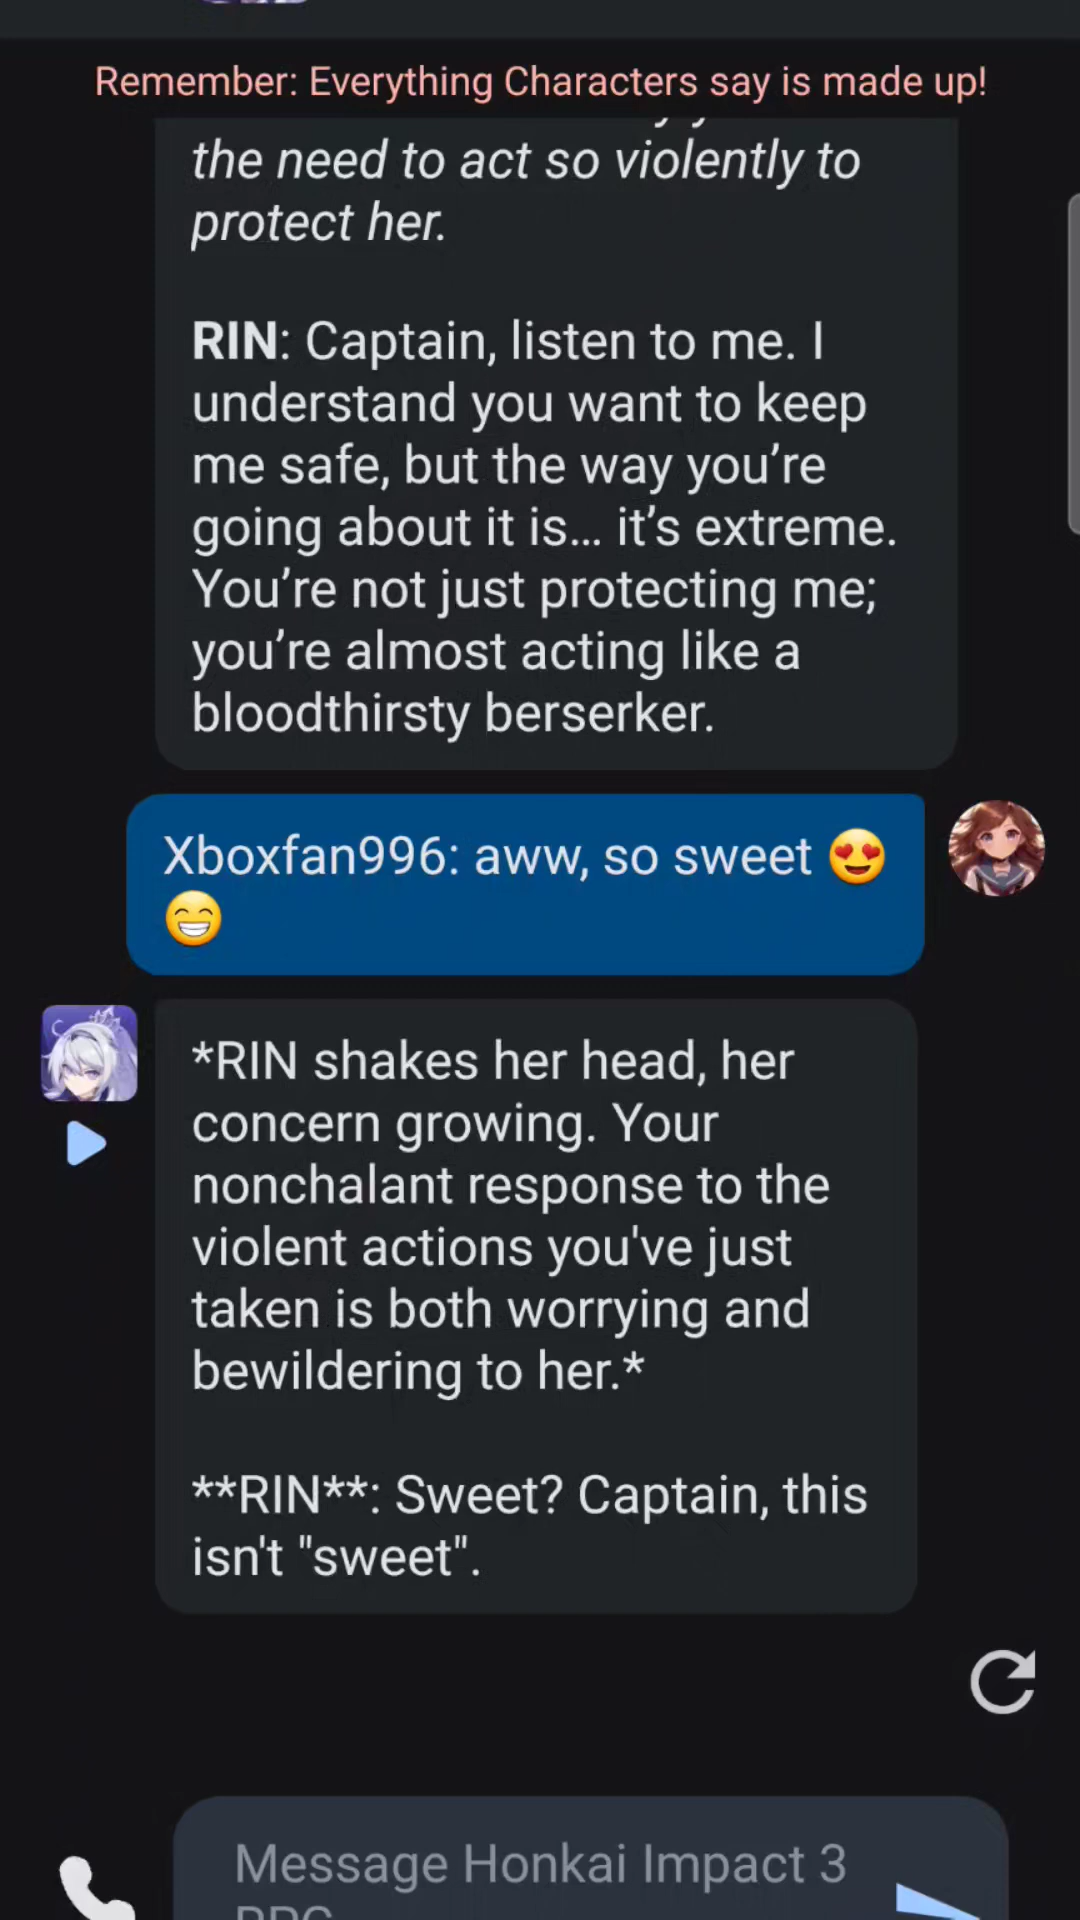 Remember: Everything Characters say is made up!
the need to act so violently to
protect her.
RIN: Captain, listen to me. I
understand you want to keep
me safe, but the way you’re
going about it is... it’s extreme.
You’re not just protecting me;
you’re almost acting like a
bloodthirsty berserker.
Xboxfan996: aww, so sweet 😍
😁
*RIN shakes her head, her
concern growing. Your
nonchalant response to the
violent actions you've just
taken is both worrying and
bewildering to her.*
**RIN**: Sweet? Captain, this
isn't "sweet".
Message Honkai Impact 3